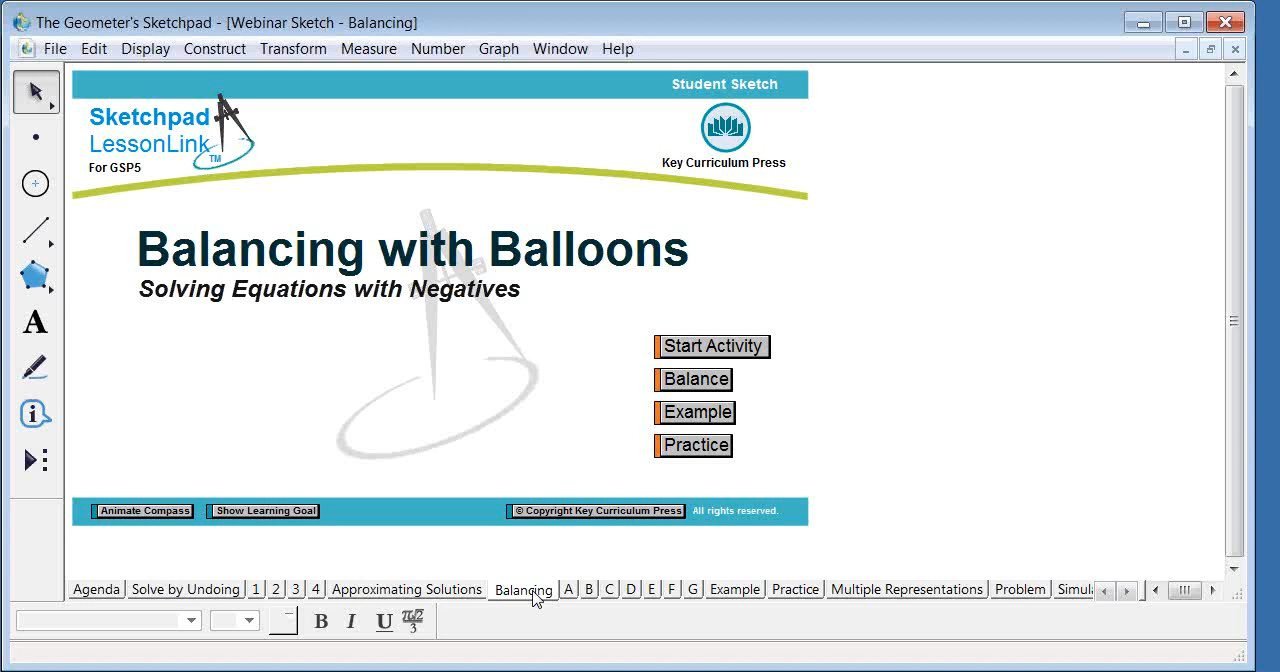 The Geometer's Sketchpad - [Webinar Sketch - Balancing]
File Edit Display Construct Transform Measure Number Graph Window Help
Student Sketch
Sketchpad
LessonLink
TM
For GSP5
Key Curriculum Press
Balancing with Balloons
Solving Equations with Negatives
Start Activity
Balance
Example
Practice
Animate Compass Show Learning Goal © Copyright Key Curriculum Press All rights reserved.
Agenda Solve by Undoing 1 2 3 4 Approximating Solutions Balancing A B C D E F G Example Practice Multiple Representations Problem Simul
A
i
B I U